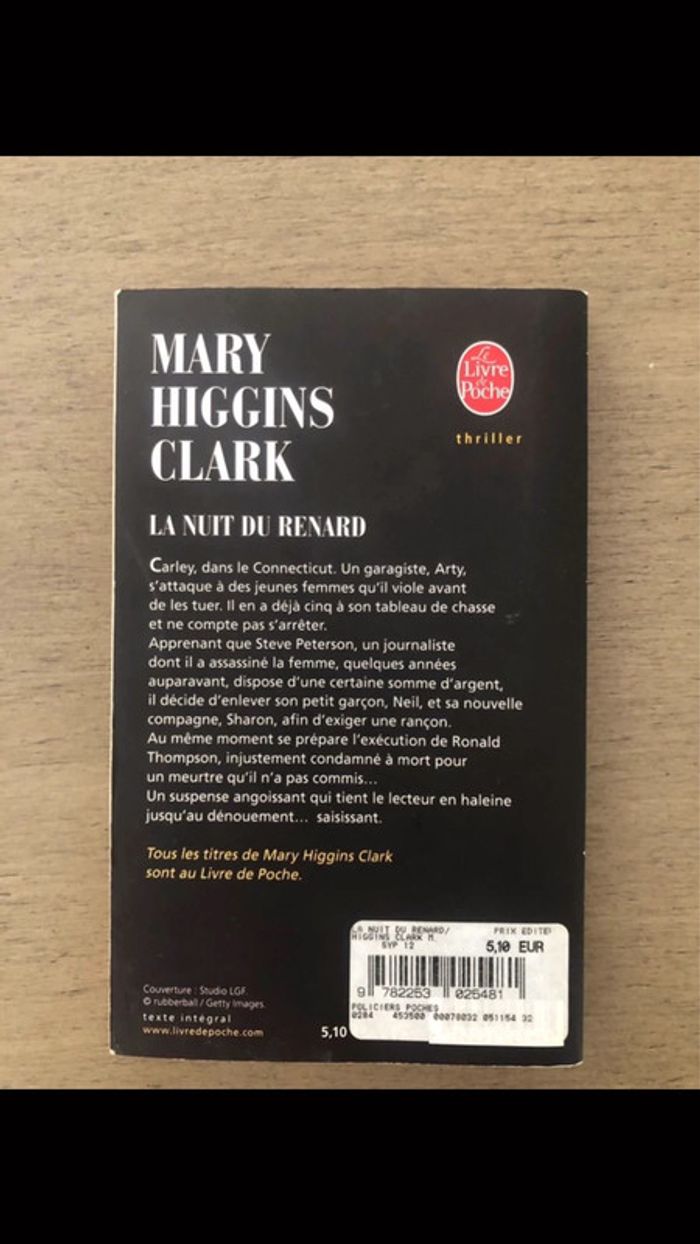 MARY
HIGGINS
CLARK
Le
Livre
de
Poche
thriller
LA NUIT DU RENARD
Carley, dans le Connecticut. Un garagiste, Arty,
s'attaque à des jeunes femmes qu'il viole avant
de les tuer. Il en a déjà cinq à son tableau de chasse
et ne compte pas s'arrêter.
Apprenant que Steve Peterson, un journaliste
dont il a assassiné la femme, quelques années
auparavant, dispose d'une certaine somme d'argent,
il décide d'enlever son petit garçon, Neil, et sa nouvelle
compagne, Sharon, afin d'exiger une rançon.
Au même moment se prépare l'exécution de Ronald
Thompson, injustement condamné à mort pour
un meurtre qu'il n'a pas commis...
Un suspense angoissant qui tient le lecteur en haleine
jusqu'au dénouement... saisissant.
Tous les titres de Mary Higgins Clark
sont au Livre de Poche.
LA NUIT DU RENARD/ PRIX EDITE
HIGGINS CLARK M.
SYP 12 5,10 EUR
9 782253 025481
POLICIERS POCHES
0284 453500 00078032 051154 32
Couverture : Studio LGF.
© rubberball / Getty Images.
texte intégral
www.livredepoche.com 5,10